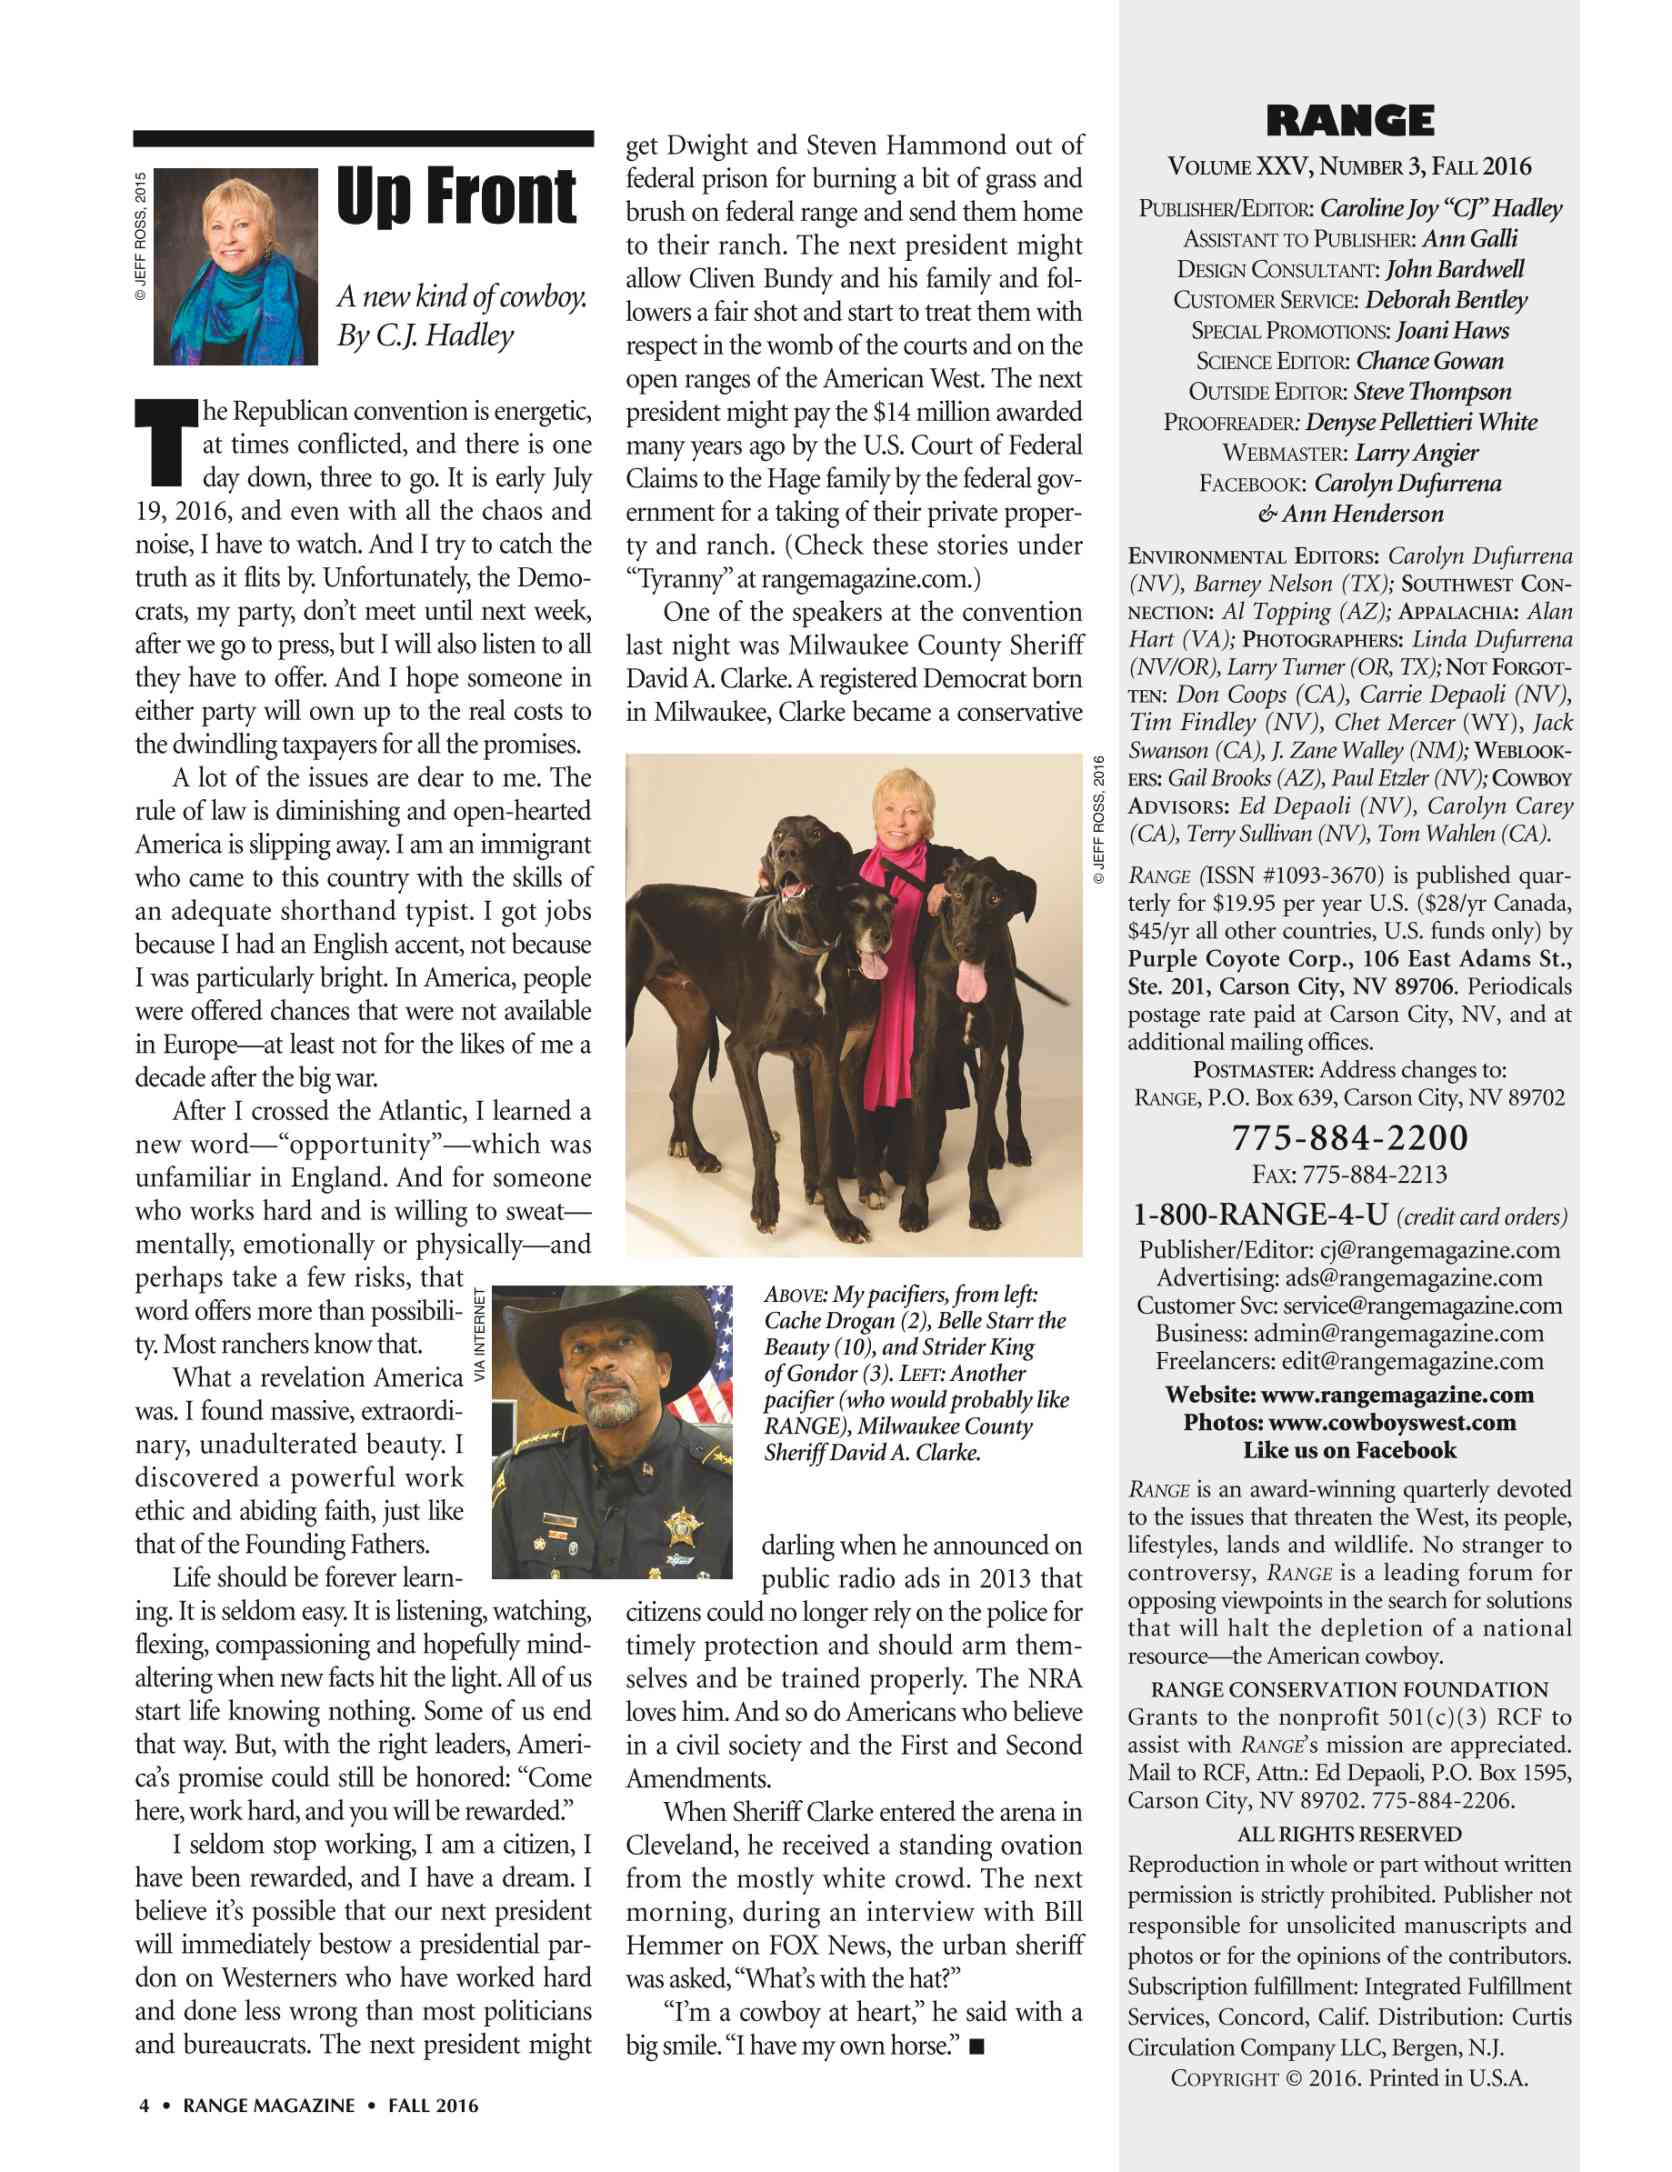 © JEFF ROSS, 2015
Up Front
A new kind of cowboy.
By C.J. Hadley
The Republican convention is energetic,
at times conflicted, and there is one
day down, three to go. It is early July
19, 2016, and even with all the chaos and
noise, I have to watch. And I try to catch the
truth as it flits by. Unfortunately, the Demo-
crats, my party, don't meet until next week,
after we go to press, but I will also listen to all
they have to offer. And I hope someone in
either party will own up to the real costs to
the dwindling taxpayers for all the promises.
A lot of the issues are dear to me. The
rule of law is diminishing and open-hearted
America is slipping away. I am an immigrant
who came to this country with the skills of
an adequate shorthand typist. I got jobs
because I had an English accent, not because
I was particularly bright. In America, people
were offered chances that were not available
in Europe—at least not for the likes of me a
decade after the big war.
After I crossed the Atlantic, I learned a
new word—“opportunity”—which was
unfamiliar in England. And for someone
who works hard and is willing to sweat—
mentally, emotionally or physically—and
perhaps take a few risks, that
word offers more than possibili-
ty. Most ranchers know that.
What a revelation America
was. I found massive, extraordi-
nary, unadulterated beauty. I
discovered a powerful work
ethic and abiding faith, just like
that of the Founding Fathers.
Life should be forever learn-
ing. It is seldom easy. It is listening, watching,
flexing, compassioning and hopefully mind-
altering when new facts hit the light. All of us
start life knowing nothing. Some of us end
that way. But, with the right leaders, Ameri-
ca's promise could still be honored: “Come
here, work hard, and you will be rewarded.”
I seldom stop working, I am a citizen, I
have been rewarded, and I have a dream. I
believe it's possible that our next president
will immediately bestow a presidential par-
don on Westerners who have worked hard
and done less wrong than most politicians
and bureaucrats. The next president might
get Dwight and Steven Hammond out of
federal prison for burning a bit of grass and
brush on federal range and send them home
to their ranch. The next president might
allow Cliven Bundy and his family and fol-
lowers a fair shot and start to treat them with
respect in the womb of the courts and on the
open ranges of the American West. The next
president might pay the $14 million awarded
many years ago by the U.S. Court of Federal
Claims to the Hage family by the federal gov-
ernment for a taking of their private proper-
ty and ranch. (Check these stories under
“Tyranny” at rangemagazine.com.)
One of the speakers at the convention
last night was Milwaukee County Sheriff
David A. Clarke. A registered Democrat born
in Milwaukee, Clarke became a conservative
© JEFF ROSS, 2016
VIA INTERNET
ABOVE: My pacifiers, from left:
Cache Drogan (2), Belle Starr the
Beauty (10), and Strider King
of Gondor (3). LEFT: Another
pacifier (who would probably like
RANGE), Milwaukee County
Sheriff David A. Clarke.
darling when he announced on
public radio ads in 2013 that
citizens could no longer rely on the police for
timely protection and should arm them-
selves and be trained properly. The NRA
loves him. And so do Americans who believe
in a civil society and the First and Second
Amendments.
When Sheriff Clarke entered the arena in
Cleveland, he received a standing ovation
from the mostly white crowd. The next
morning, during an interview with Bill
Hemmer on FOX News, the urban sheriff
was asked, “What's with the hat?”
“I'm a cowboy at heart,” he said with a
big smile. “I have my own horse.” ■
RANGE
VOLUME XXV, NUMBER 3, FALL 2016
PUBLISHER/EDITOR: Caroline Joy “CJ” Hadley
ASSISTANT TO PUBLISHER: Ann Galli
DESIGN CONSULTANT: John Bardwell
CUSTOMER SERVICE: Deborah Bentley
SPECIAL PROMOTIONS: Joani Haws
SCIENCE EDITOR: Chance Gowan
OUTSIDE EDITOR: Steve Thompson
PROOFREADER: Denyse Pellettieri White
WEBMASTER: Larry Angier
FACEBOOK: Carolyn Dufurrena
& Ann Henderson
ENVIRONMENTAL EDITORS: Carolyn Dufurrena
(NV), Barney Nelson (TX); SOUTHWEST CON-
NECTION: Al Topping (AZ); APPALACHIA: Alan
Hart (VA); PHOTOGRAPHERS: Linda Dufurrena
(NV/OR), Larry Turner (OR, TX); NOT FORGOT-
TEN: Don Coops (CA), Carrie Depaoli (NV),
Tim Findley (NV), Chet Mercer (WY), Jack
Swanson (CA), J. Zane Walley (NM); WEBLOOK-
ERS: Gail Brooks (AZ), Paul Etzler (NV); COWBOY
ADVISORS: Ed Depaoli (NV), Carolyn Carey
(CA), Terry Sullivan (NV), Tom Wahlen (CA).
RANGE (ISSN #1093-3670) is published quar-
terly for $19.95 per year U.S. ($28/yr Canada,
$45/yr all other countries, U.S. funds only) by
Purple Coyote Corp., 106 East Adams St.,
Ste. 201, Carson City, NV 89706. Periodicals
postage rate paid at Carson City, NV, and at
additional mailing offices.
POSTMASTER: Address changes to:
RANGE, P.O. Box 639, Carson City, NV 89702
775-884-2200
FAX: 775-884-2213
1-800-RANGE-4-U (credit card orders)
Publisher/Editor: cj@rangemagazine.com
Advertising: ads@rangemagazine.com
Customer Svc: service@rangemagazine.com
Business: admin@rangemagazine.com
Freelancers: edit@rangemagazine.com
Website: www.rangemagazine.com
Photos: www.cowboyswest.com
Like us on Facebook
RANGE is an award-winning quarterly devoted
to the issues that threaten the West, its people,
lifestyles, lands and wildlife. No stranger to
controversy, RANGE is a leading forum for
opposing viewpoints in the search for solutions
that will halt the depletion of a national
resource—the American cowboy.
RANGE CONSERVATION FOUNDATION
Grants to the nonprofit 501(c)(3) RCF to
assist with RANGE's mission are appreciated.
Mail to RCF, Attn.: Ed Depaoli, P.O. Box 1595,
Carson City, NV 89702. 775-884-2206.
ALL RIGHTS RESERVED
Reproduction in whole or part without written
permission is strictly prohibited. Publisher not
responsible for unsolicited manuscripts and
photos or for the opinions of the contributors.
Subscription fulfillment: Integrated Fulfillment
Services, Concord, Calif. Distribution: Curtis
Circulation Company LLC, Bergen, N.J.
COPYRIGHT © 2016. Printed in U.S.A.
4 • RANGE MAGAZINE • FALL 2016